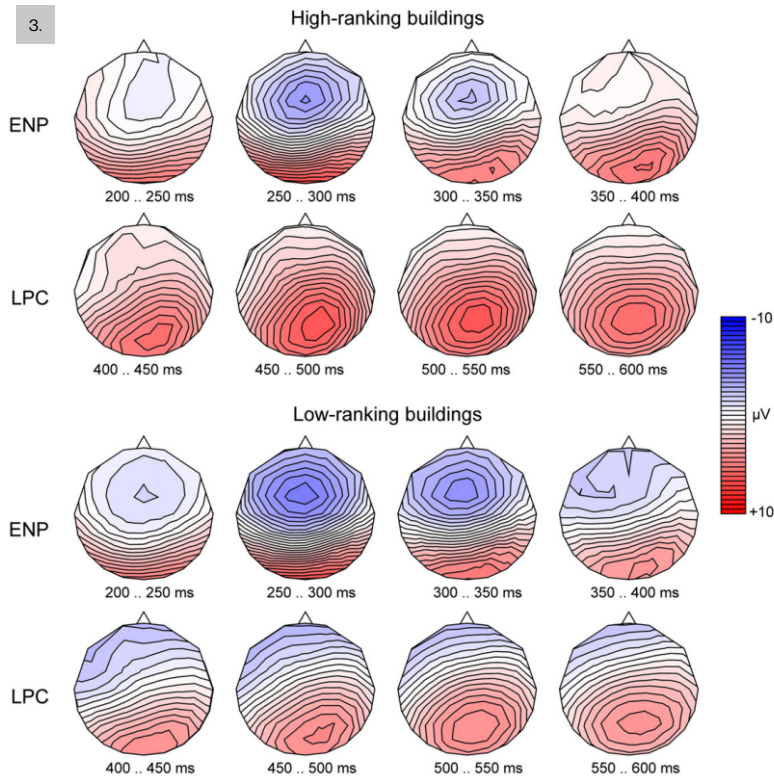 3.
High-ranking buildings
ENP
200 .. 250 ms
250 .. 300 ms
300 .. 350 ms
350 .. 400 ms
LPC
400 .. 450 ms
450 .. 500 ms
500 .. 550 ms
550 .. 600 ms
-10
µV
+10
Low-ranking buildings
ENP
200 .. 250 ms
250 .. 300 ms
300 .. 350 ms
350 .. 400 ms
LPC
400 .. 450 ms
450 .. 500 ms
500 .. 550 ms
550 .. 600 ms